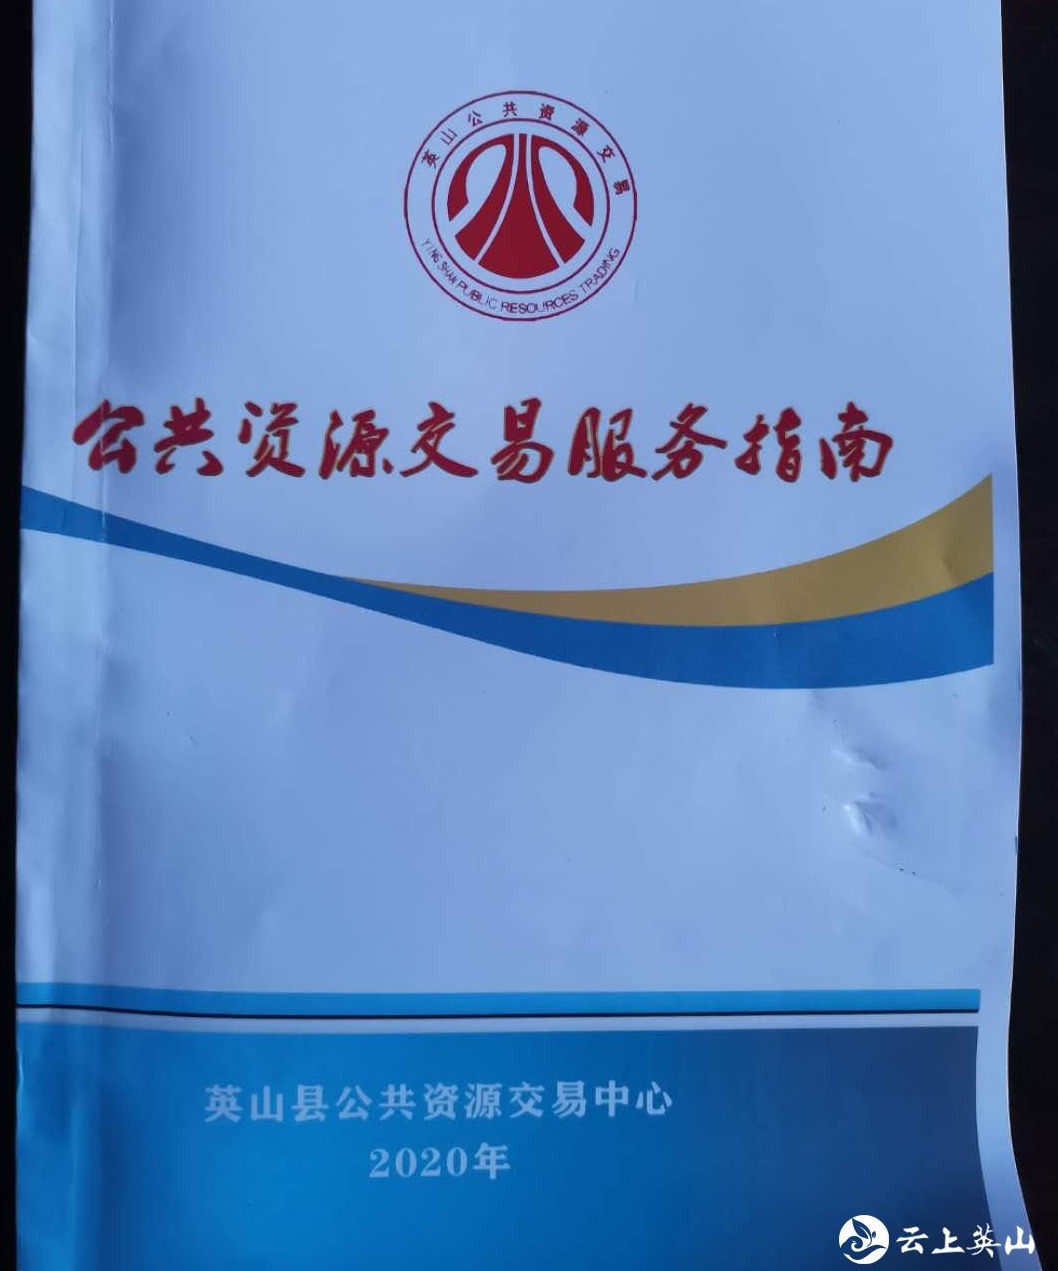 英山公共资源交易
YING SHAN PUBLIC RESOURCES TRADING
公共资源交易服务指南
英山县公共资源交易中心
2020年
云上英山